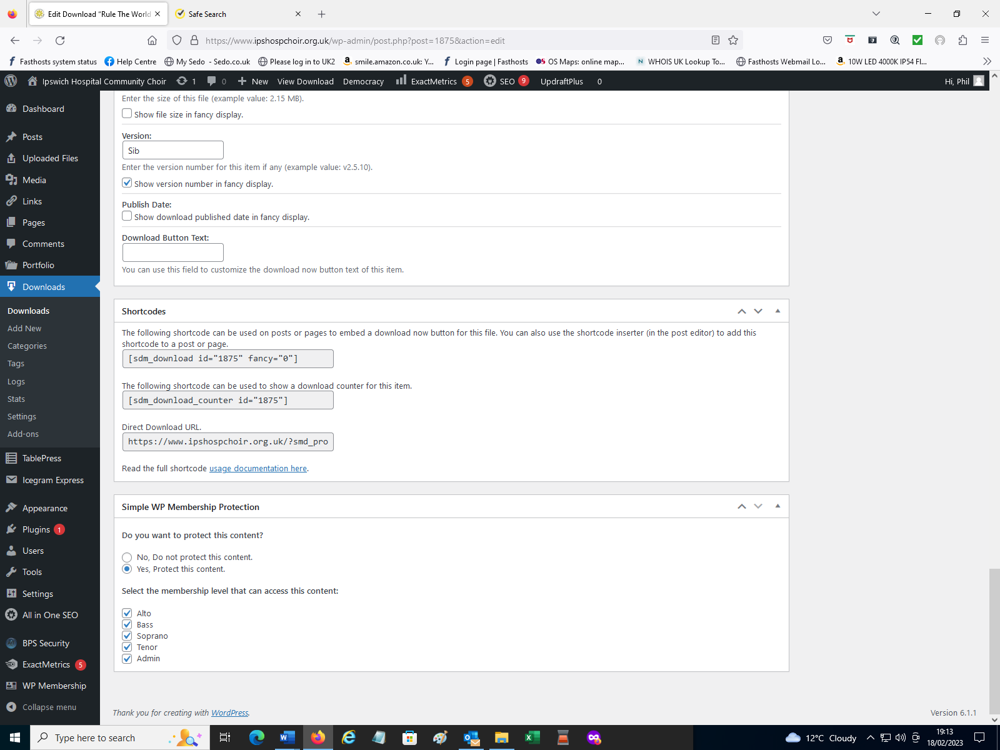 Edit Download “Rule The World
Safe Search
https://www.ipshospchoir.org.uk/wp-admin/post.php?post=1875&action=edit
Fasthosts system status
Help Centre
My Sedo - Sedo.co.uk
Please log in to UK2
smile.amazon.co.uk: Y...
Login page | Fasthosts
OS Maps: online map...
WHOIS UK Lookup To...
Fasthosts Webmail Lo...
10W LED 4000K IP54 Fl...
Ipswich Hospital Community Choir
1
0
New
View Download
Democracy
ExactMetrics 5
SEO 9
UpdraftPlus
0
Hi, Phil
Dashboard
Posts
Uploaded Files
Media
Links
Pages
Comments
Portfolio
Downloads
Downloads
Add New
Categories
Tags
Logs
Stats
Settings
Add-ons
TablePress
Icegram Express
Appearance
Plugins 1
Users
Tools
Settings
All in One SEO
BPS Security
ExactMetrics 5
WP Membership
Collapse menu
Enter the size of this file (example value: 2.15 MB).
Show file size in fancy display.
Version:
Sib
Enter the version number for this item if any (example value: v2.5.10).
Show version number in fancy display.
Publish Date:
Show download published date in fancy display.
Download Button Text:
You can use this field to customize the download now button text of this item.
Shortcodes
The following shortcode can be used on posts or pages to embed a download now button for this file. You can also use the shortcode inserter (in the post editor) to add this
shortcode to a post or page.
[sdm_download id="1875" fancy="0"]
The following shortcode can be used to show a download counter for this item.
[sdm_download_counter id="1875"]
Direct Download URL.
https://www.ipshospchoir.org.uk/?smd_pro
Read the full shortcode usage documentation here.
Simple WP Membership Protection
Do you want to protect this content?
No, Do not protect this content.
Yes, Protect this content.
Select the membership level that can access this content:
Alto
Bass
Soprano
Tenor
Admin
Thank you for creating with WordPress.
Version 6.1.1
Type here to search
12°C Cloudy
19:13
18/02/2023